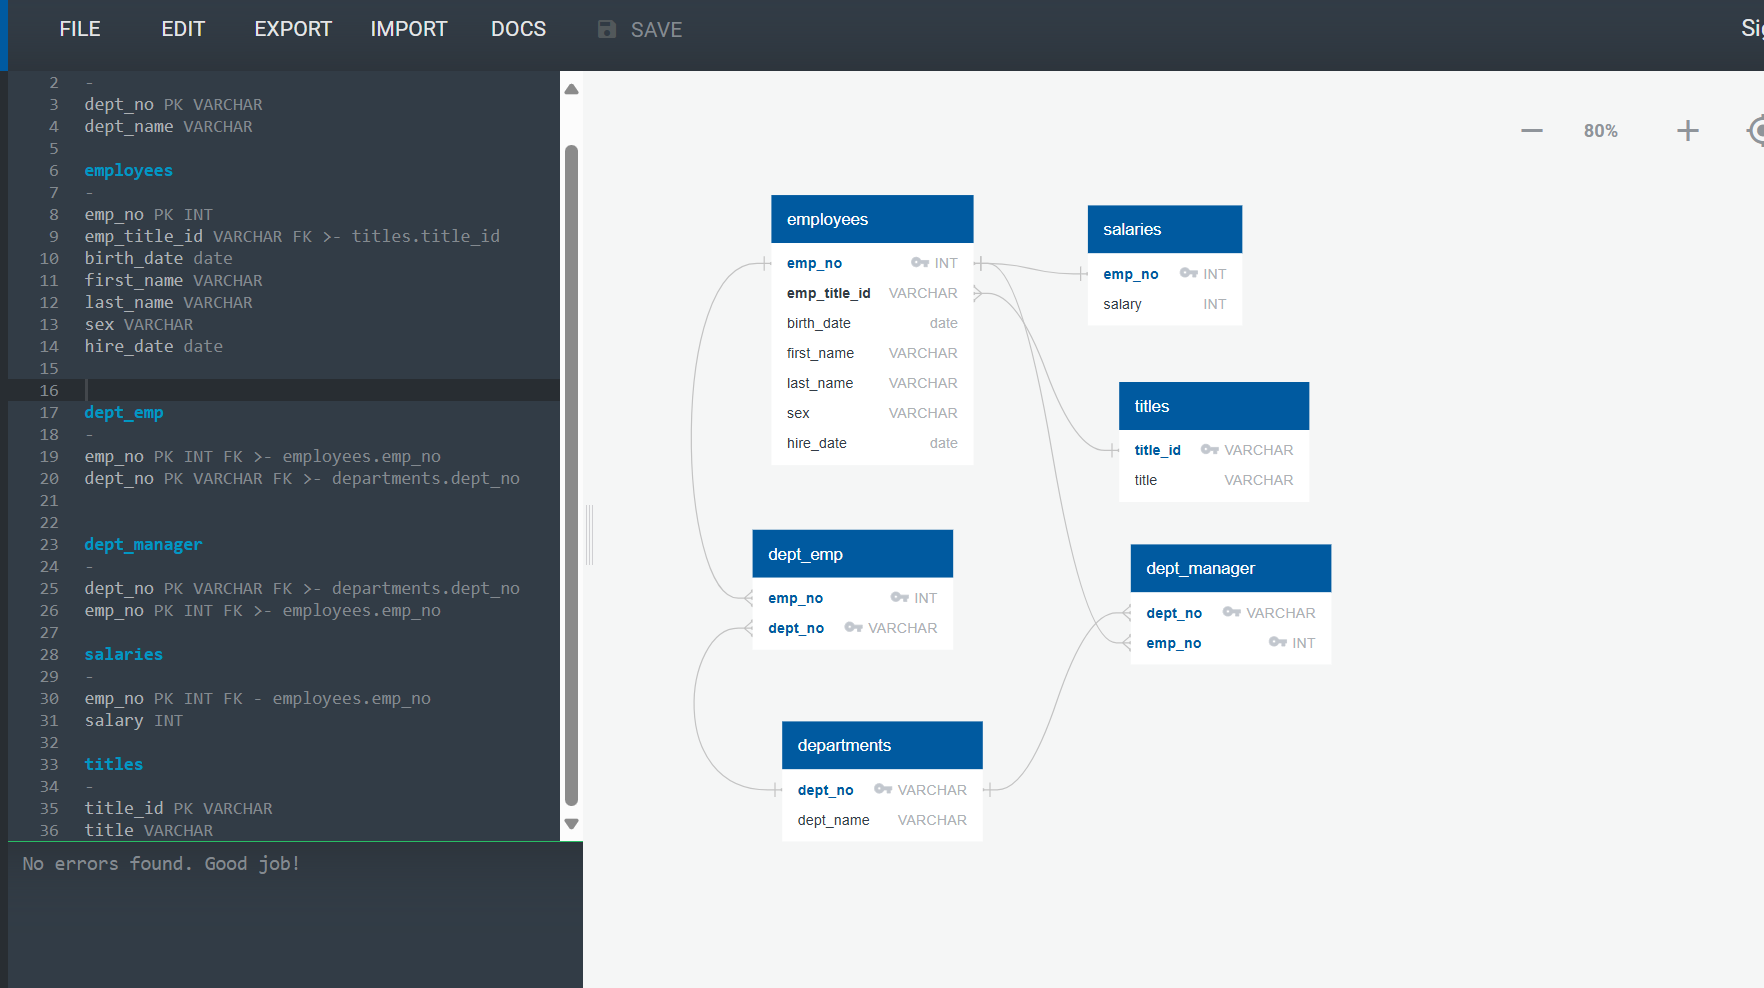 FILE EDIT EXPORT IMPORT DOCS SAVE
2 -
3 dept_no PK VARCHAR
4 dept_name VARCHAR
5
6 employees
7 -
8 emp_no PK INT
9 emp_title_id VARCHAR FK >- titles.title_id
10 birth_date date
11 first_name VARCHAR
12 last_name VARCHAR
13 sex VARCHAR
14 hire_date date
15
16
17 dept_emp
18 -
19 emp_no PK INT FK >- employees.emp_no
20 dept_no PK VARCHAR FK >- departments.dept_no
21
22
23 dept_manager
24 -
25 dept_no PK VARCHAR FK >- departments.dept_no
26 emp_no PK INT FK >- employees.emp_no
27
28 salaries
29 -
30 emp_no PK INT FK - employees.emp_no
31 salary INT
32
33 titles
34 -
35 title_id PK VARCHAR
36 title VARCHAR
No errors found. Good job!
80%
employees
emp_no INT
emp_title_id VARCHAR
birth_date date
first_name VARCHAR
last_name VARCHAR
sex VARCHAR
hire_date date
salaries
emp_no INT
salary INT
titles
title_id VARCHAR
title VARCHAR
dept_emp
emp_no INT
dept_no VARCHAR
dept_manager
dept_no VARCHAR
emp_no INT
departments
dept_no VARCHAR
dept_name VARCHAR